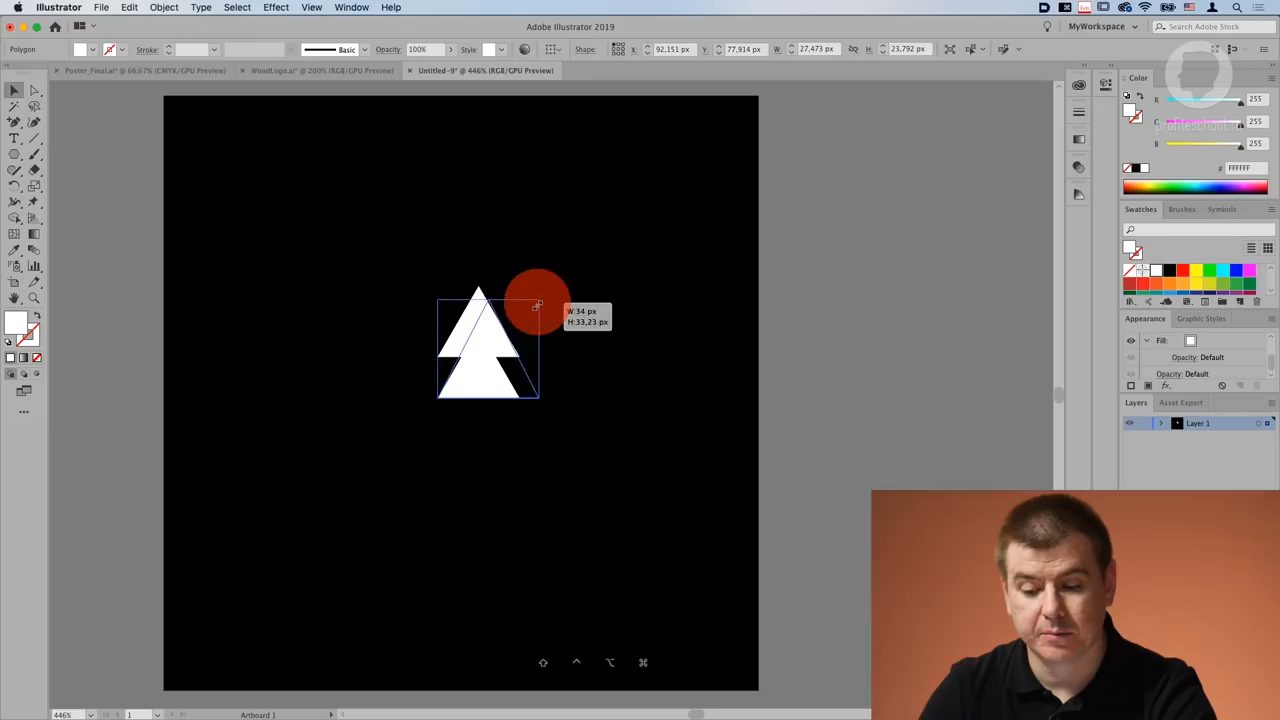 Illustrator File Edit Object Type Select Effect View Window Help
Adobe Illustrator 2019
MyWorkspace
Search Adobe Stock
Polygon
Stroke:
Basic
Opacity: 100%
Style:
Shape:
X: 92,151 px
Y: 77,914 px
W: 27,473 px
H: 23,792 px
Poster_Final.ai* @ 66,67% (CMYK/GPU Preview)
WoodLogo.ai* @ 200% (RGB/GPU Preview)
Untitled-9* @ 446% (RGB/GPU Preview)
Color
R 255
G 255
B 255
# FFFFFF
Swatches Brushes Symbols
W:34 px
H:33,23 px
Appearance Graphic Styles
Fill:
Opacity: Default
Opacity: Default
Layers Asset Export
Layer 1
446%
1
Artboard 1